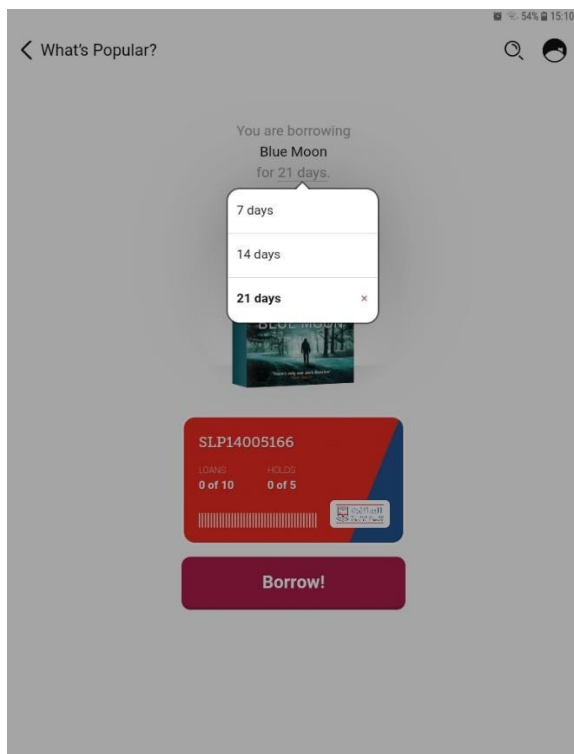 54% 15:10
What's Popular?
You are borrowing
Blue Moon
for 21 days.
7 days
14 days
21 days ×
BLUE MOON
SLP14005166
LOANS HOLDS
0 of 10 0 of 5
Borrow!